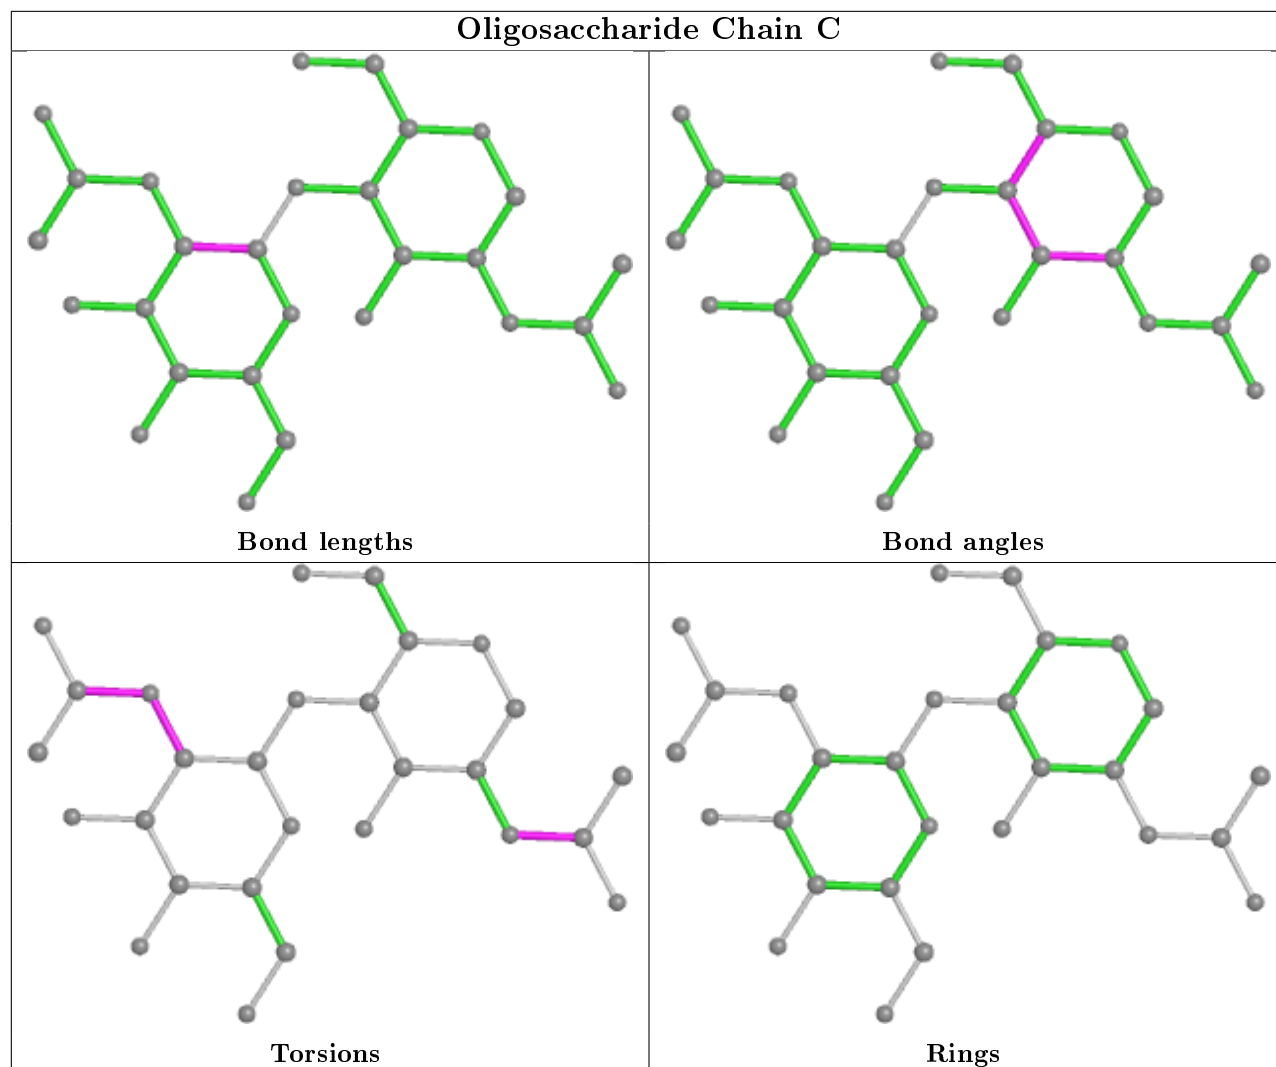 Oligosaccharide Chain C
Bond lengths
Bond angles
Torsions
Rings